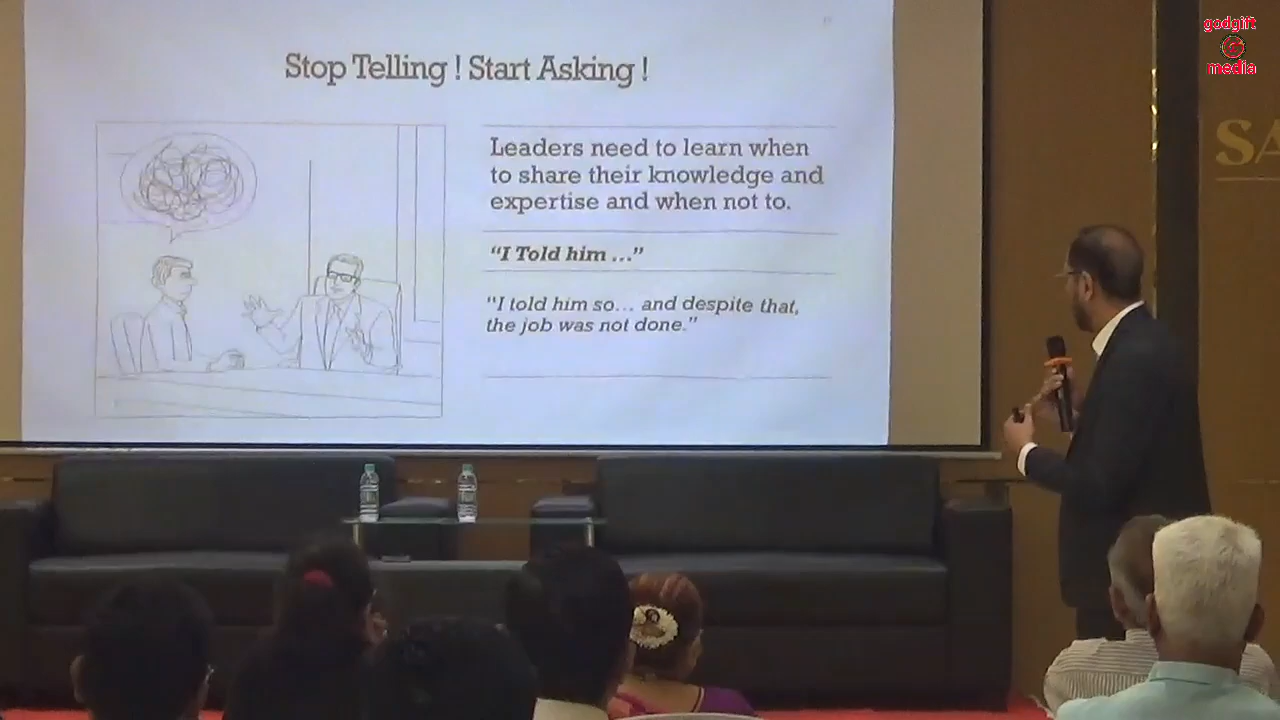 godgift
media
Stop Telling ! Start Asking !
Leaders need to learn when
to share their knowledge and
expertise and when not to.
"I Told him ..."
"I told him so... and despite that,
the job was not done."
SA